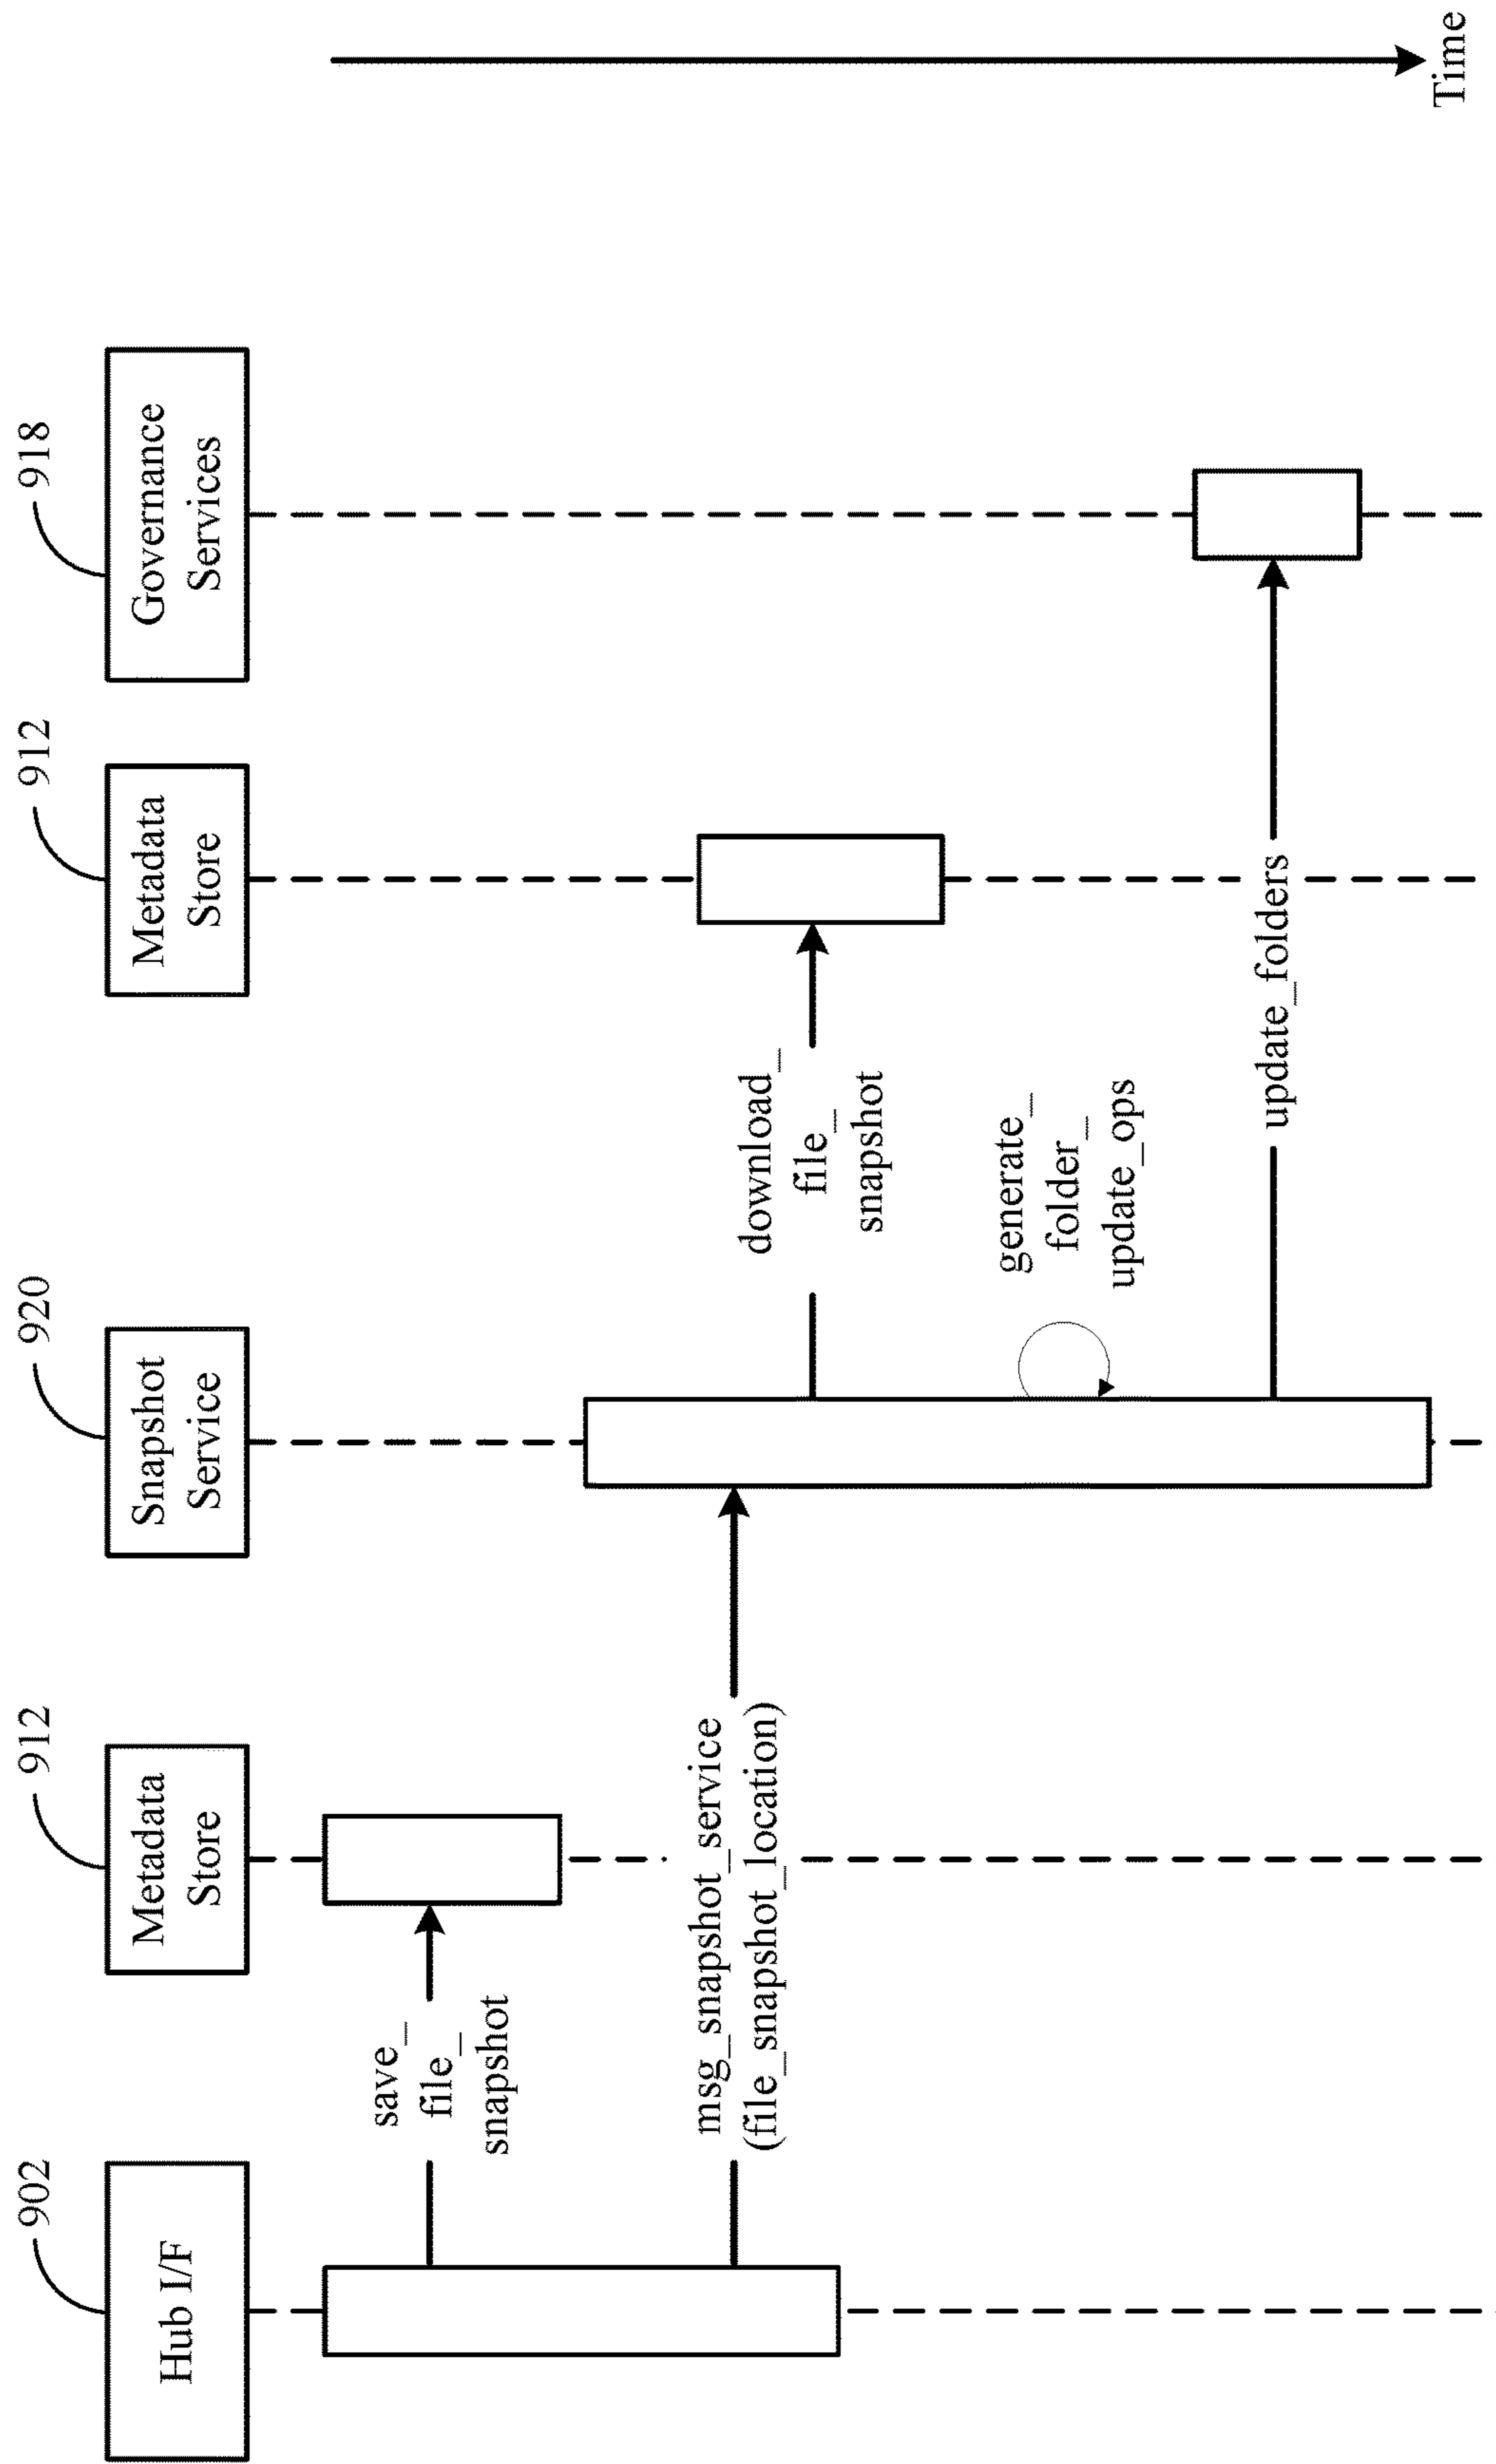 902
Hub I/F
912
Metadata
Store
920
Snapshot
Service
912
Metadata
Store
918
Governance
Services
save_
file_
snapshot
msg_snapshot_service
(file_snapshot_location)
download_
file_
snapshot
generate_
folder_
update_ops
update_folders
Time